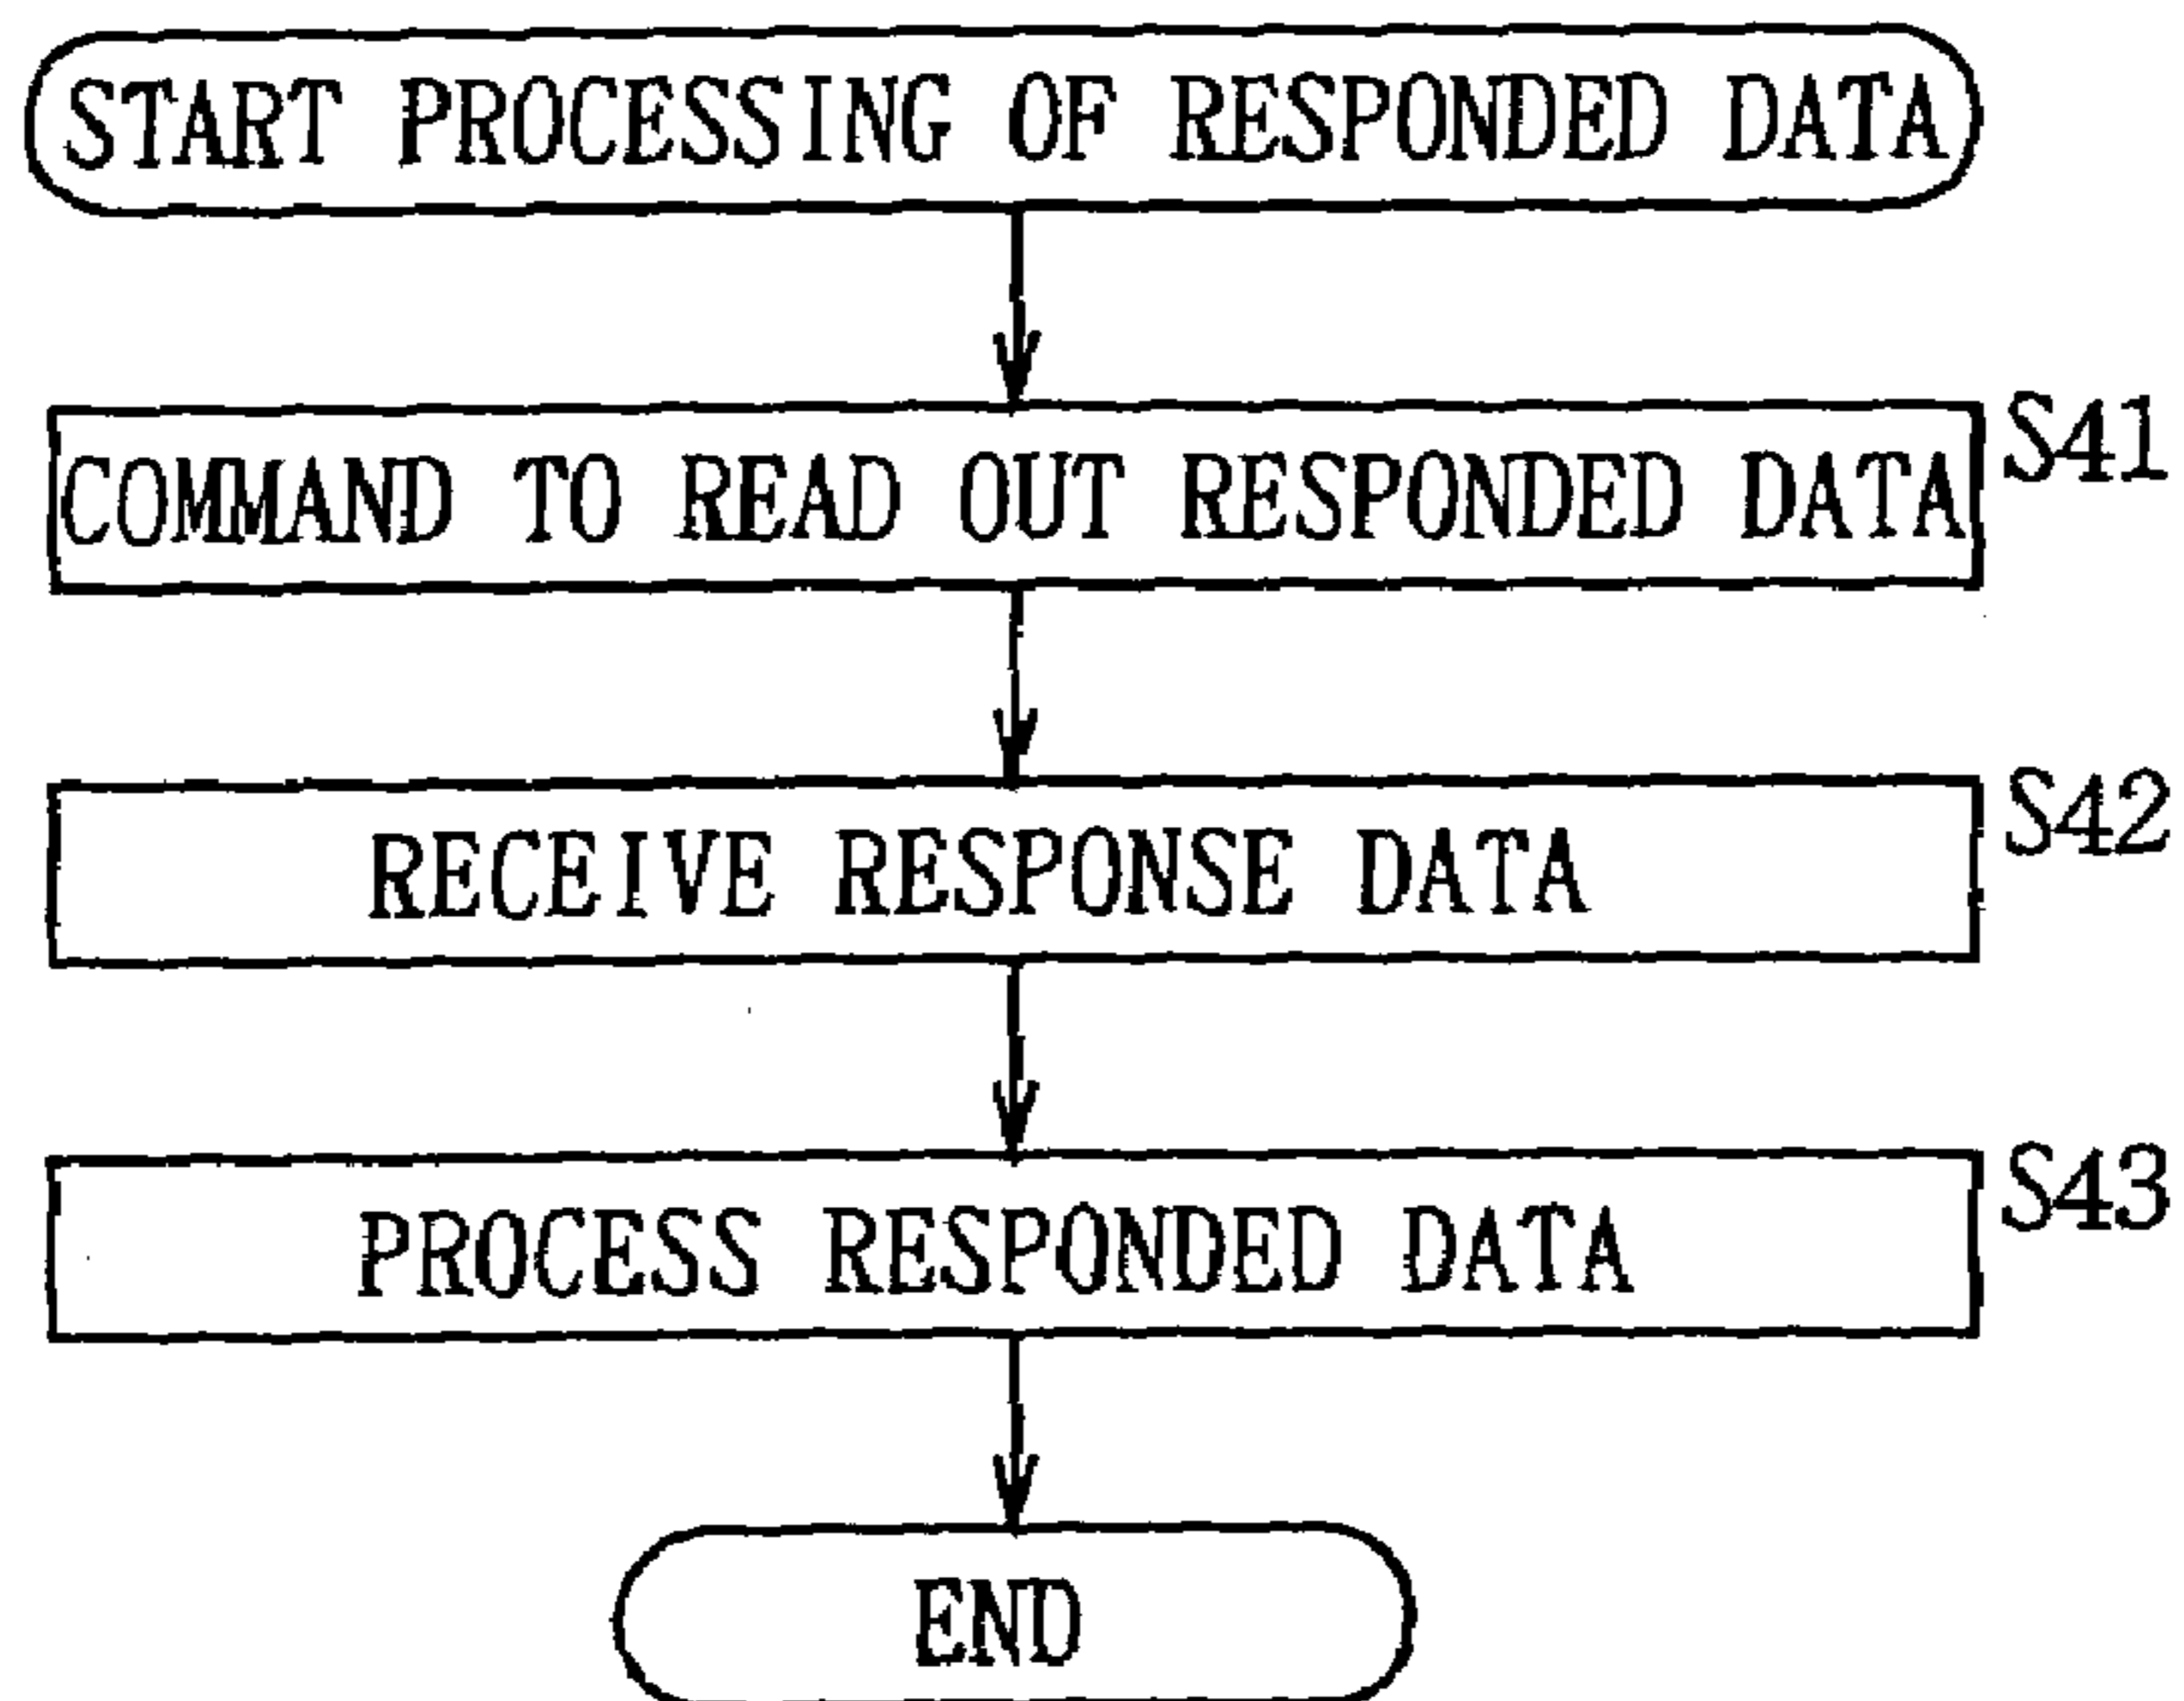 START PROCESSING OF RESPONDED DATA
S41
COMMAND TO READ OUT RESPONDED DATA
S42
RECEIVE RESPONSE DATA
S43
PROCESS RESPONDED DATA
END